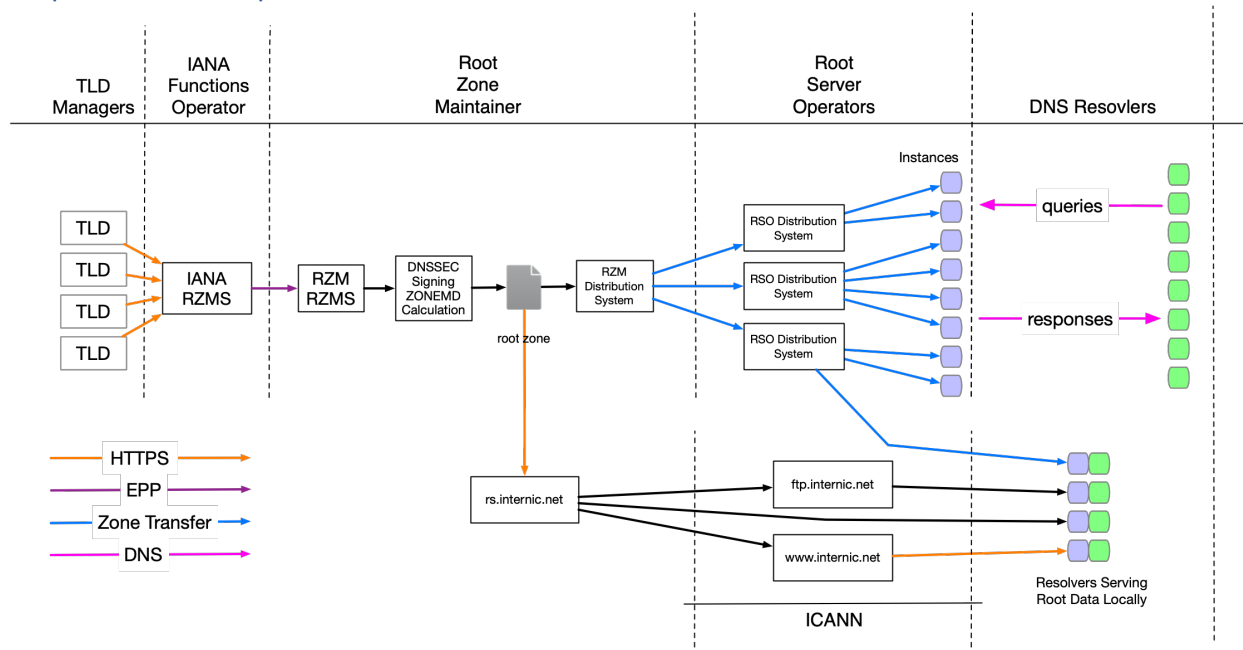 TLD
Managers
IANA
Functions
Operator
Root
Zone
Maintainer
Root
Server
Operators
DNS Resovlers
Instances
TLD
TLD
TLD
TLD
IANA
RZMS
RZM
RZMS
DNSSEC
Signing
ZONEMD
Calculation
root zone
RZM
Distribution
System
RSO Distribution
System
RSO Distribution
System
RSO Distribution
System
queries
responses
HTTPS
EPP
Zone Transfer
DNS
rs.internic.net
ftp.internic.net
www.internic.net
Resolvers Serving
Root Data Locally
ICANN